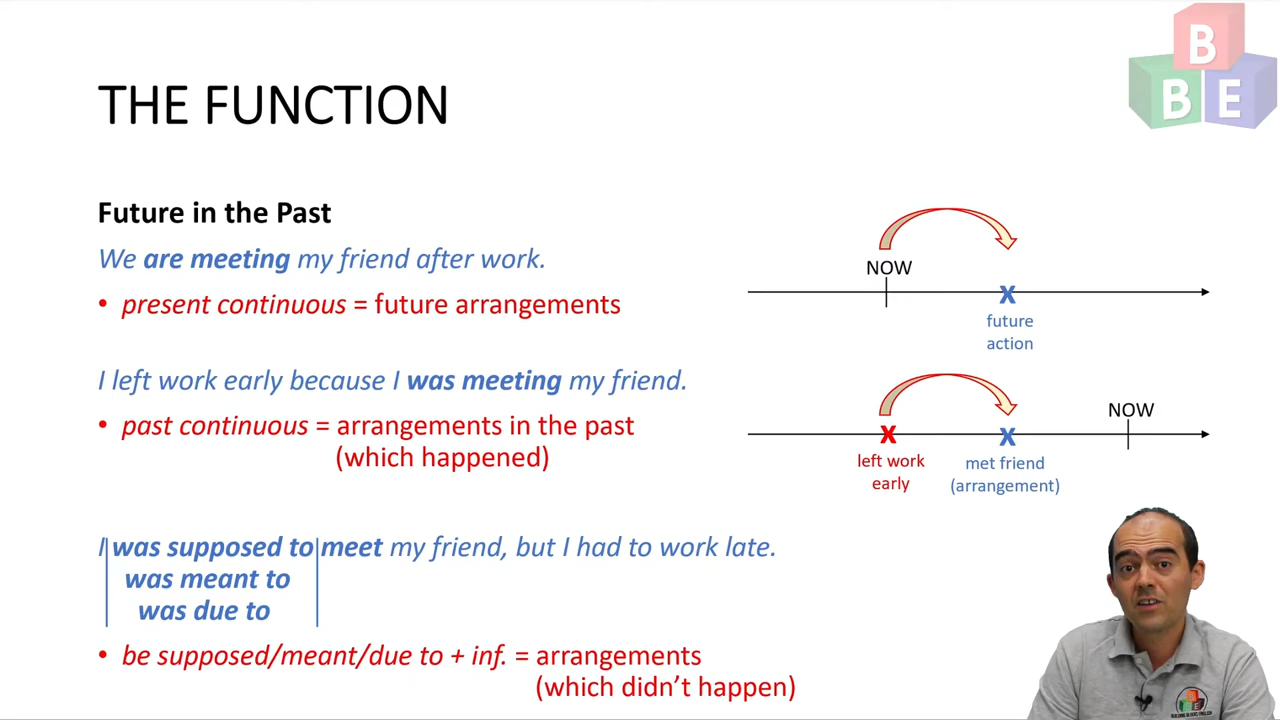 B
B E
THE FUNCTION
Future in the Past
We are meeting my friend after work.
• present continuous = future arrangements
I left work early because I was meeting my friend.
• past continuous = arrangements in the past
(which happened)
I was supposed to meet my friend, but I had to work late.
was meant to
was due to
• be supposed/meant/due to + inf. = arrangements
(which didn't happen)
NOW
X
future
action
NOW
X X
left work
early
met friend
(arrangement)
B
B E
BUILDING BLOCKS ENGLISH